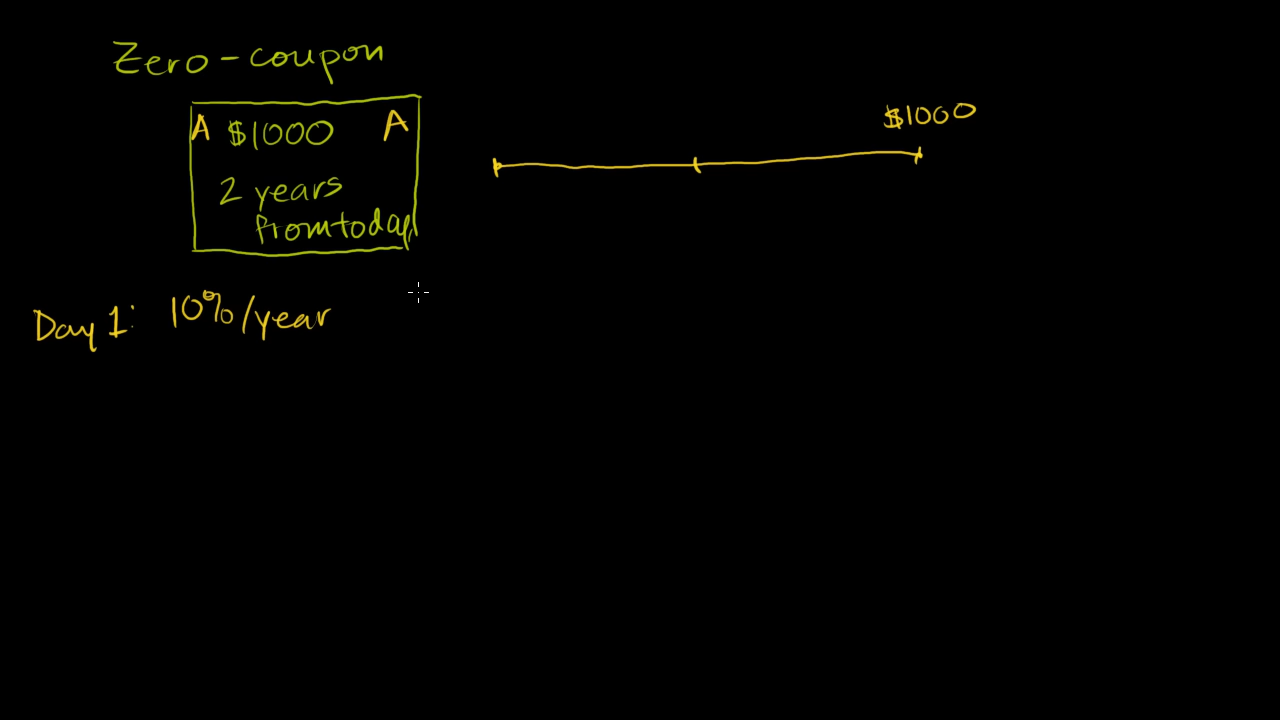 Zero-coupon
A $1000 A
2 years
from today
$1000
Day 1: 10%/year